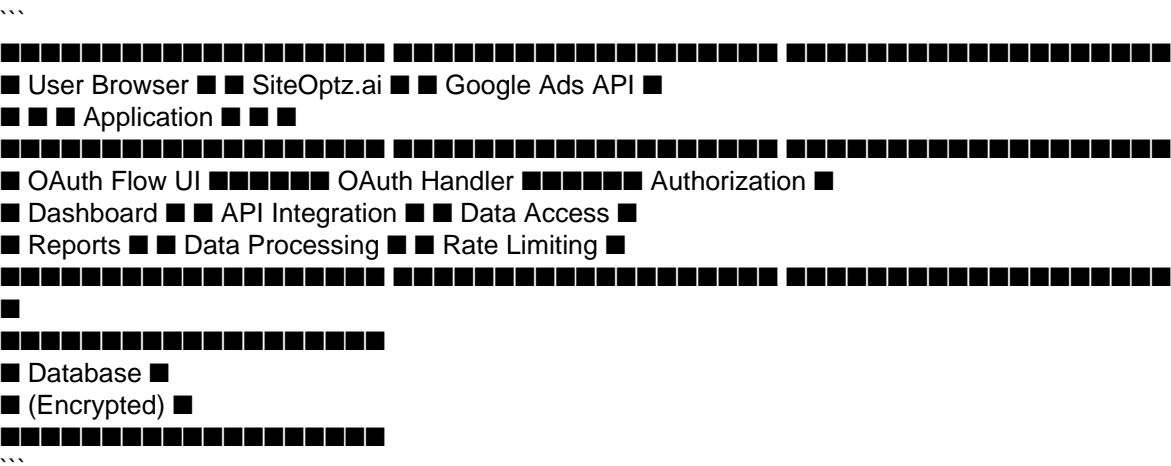 ```
■■■■■■■■■■■■■■■■■■■ ■■■■■■■■■■■■■■■■■■■ ■■■■■■■■■■■■■■■■■■■
■ User Browser ■ ■ SiteOptz.ai ■ ■ Google Ads API ■
■ ■ ■ Application ■ ■ ■
■■■■■■■■■■■■■■■■■■■ ■■■■■■■■■■■■■■■■■■■ ■■■■■■■■■■■■■■■■■■■
■ OAuth Flow UI ■■■■■■ OAuth Handler ■■■■■■ Authorization ■
■ Dashboard ■ ■ API Integration ■ ■ Data Access ■
■ Reports ■ ■ Data Processing ■ ■ Rate Limiting ■
■■■■■■■■■■■■■■■■■■■ ■■■■■■■■■■■■■■■■■■■ ■■■■■■■■■■■■■■■■■■■
■
■■■■■■■■■■■■■■■■■■■
■ Database ■
■ (Encrypted) ■
■■■■■■■■■■■■■■■■■■■
```